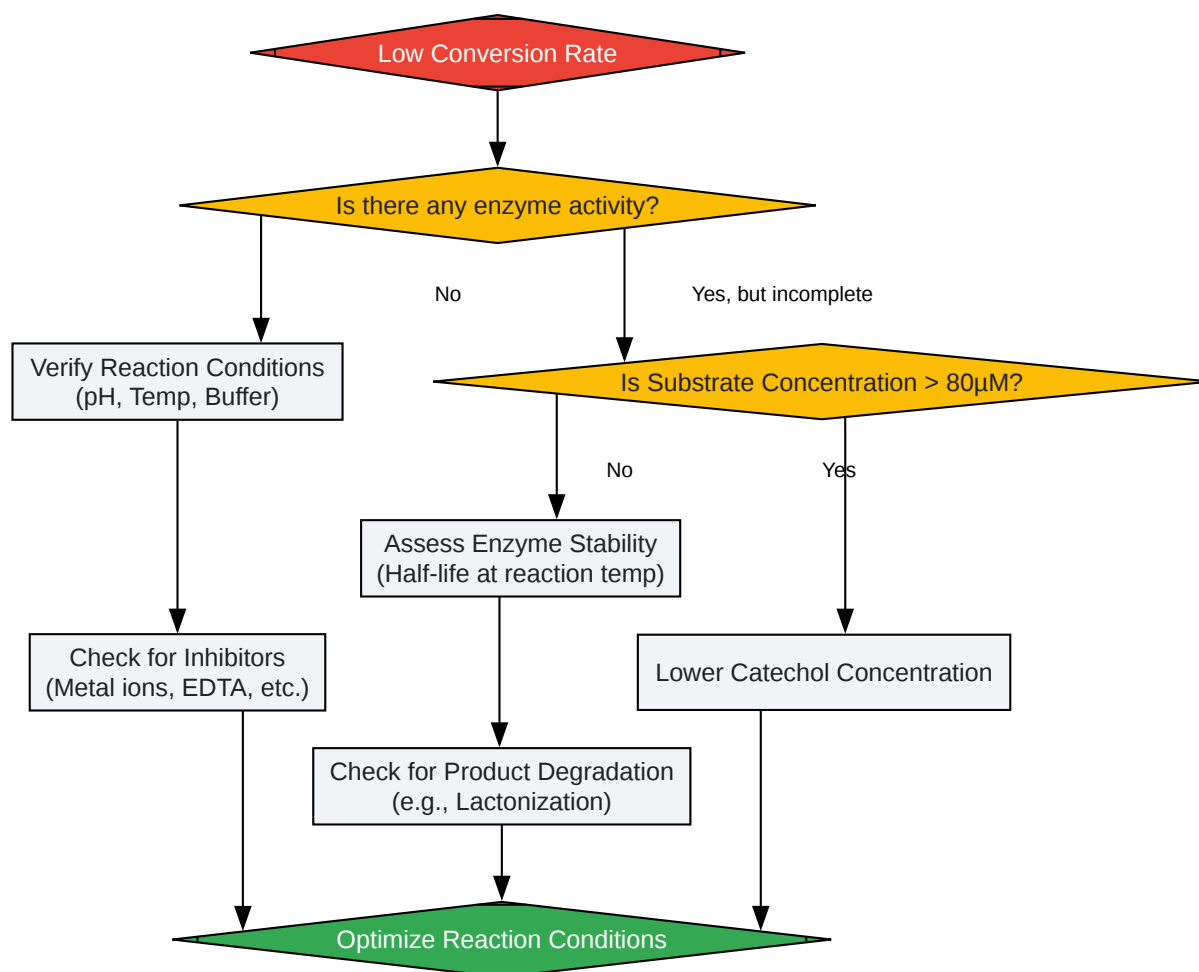 Low Conversion Rate
Is there any enzyme activity?
No
Yes, but incomplete
Verify Reaction Conditions
(pH, Temp, Buffer)
Is Substrate Concentration > 80µM?
No
Yes
Assess Enzyme Stability
(Half-life at reaction temp)
Check for Inhibitors
(Metal ions, EDTA, etc.)
Lower Catechol Concentration
Check for Product Degradation
(e.g., Lactonization)
Optimize Reaction Conditions